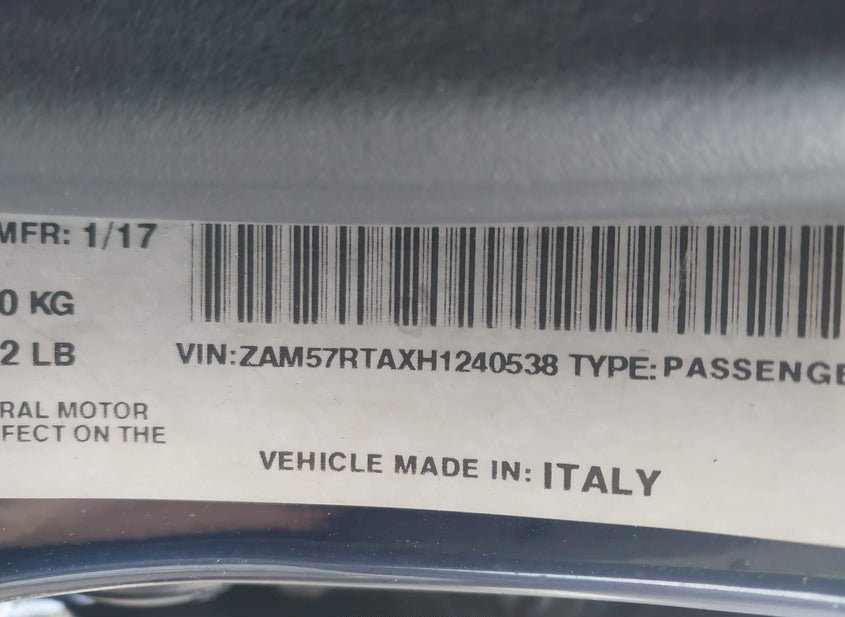 MFR: 1/17
0 KG
2 LB
VIN:ZAM57RTAXH1240538 TYPE:PASSENGE
RAL MOTOR
FECT ON THE
VEHICLE MADE IN: ITALY